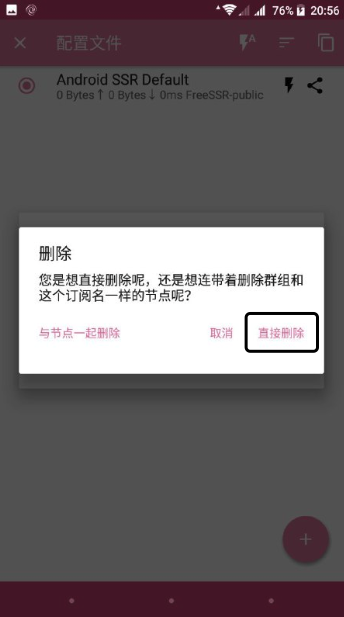 76% 20:56
配置文件
A
Android SSR Default
0 Bytes↑ 0 Bytes↓ 0ms FreeSSR-public
删除
您是想直接删除呢，还是想连带着删除群组和
这个订阅名一样的节点呢？
与节点一起删除 取消 直接删除